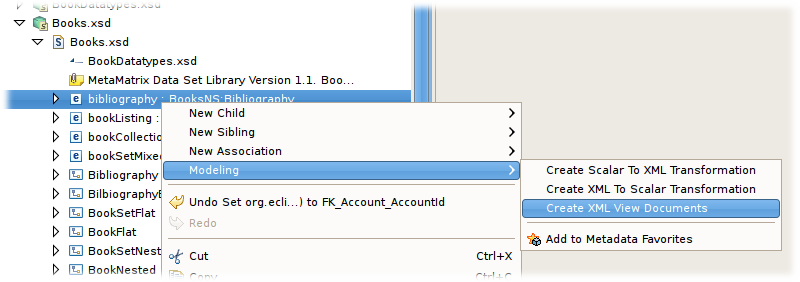 BookDatatypes.xsd
Books.xsd
Books.xsd
BookDatatypes.xsd
MetaMatrix Data Set Library Version 1.1. Boo...
bibliography : BooksNS:Bibliography
bookListing :
bookCollection
bookSetMixed
Bibliography
BilbiographyE
BookSetFlat
BookFlat
BookSetNest
BookNested
New Child
New Sibling
New Association
Modeling
Undo Set org.ecli...) to FK_Account_AccountId
Redo
Cut Ctrl+X
Copy Ctrl+C
Create Scalar To XML Transformation
Create XML To Scalar Transformation
Create XML View Documents
Add to Metadata Favorites